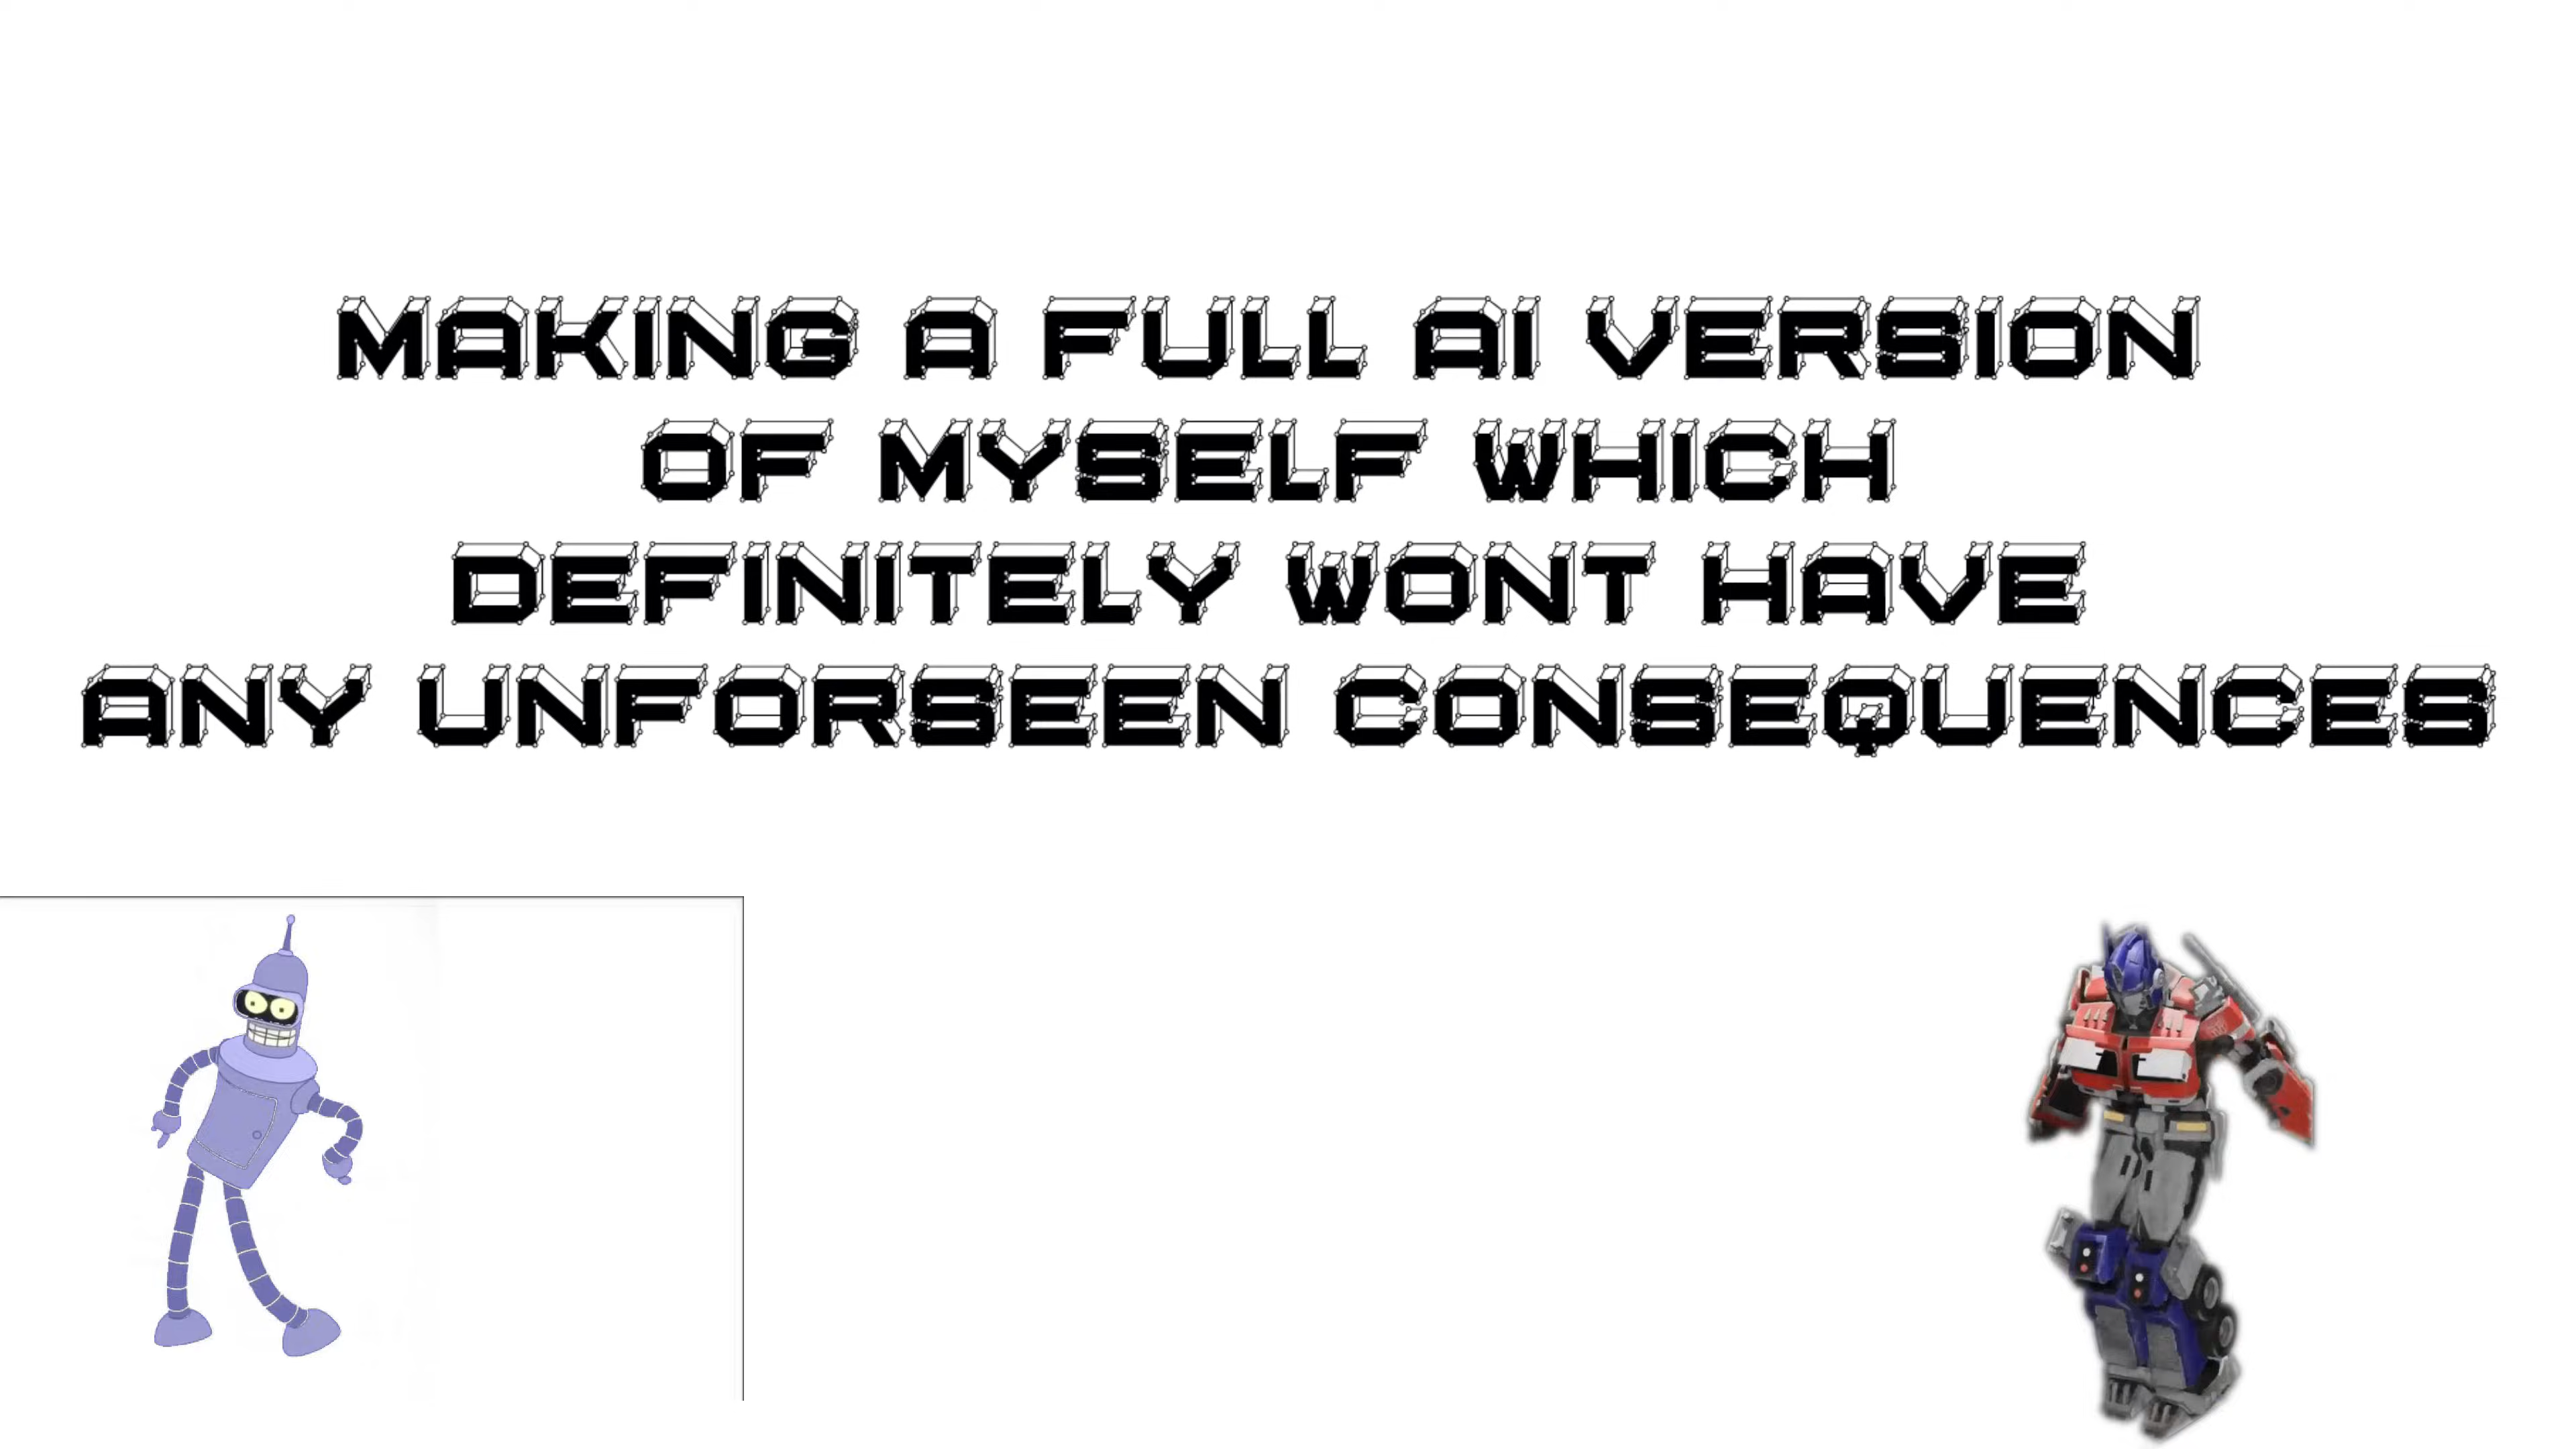 MAKING A FULL AI VERSION
OF MYSELF WHICH
DEFINITELY WONT HAVE
ANY UNFORSEEN CONSEQUENCES